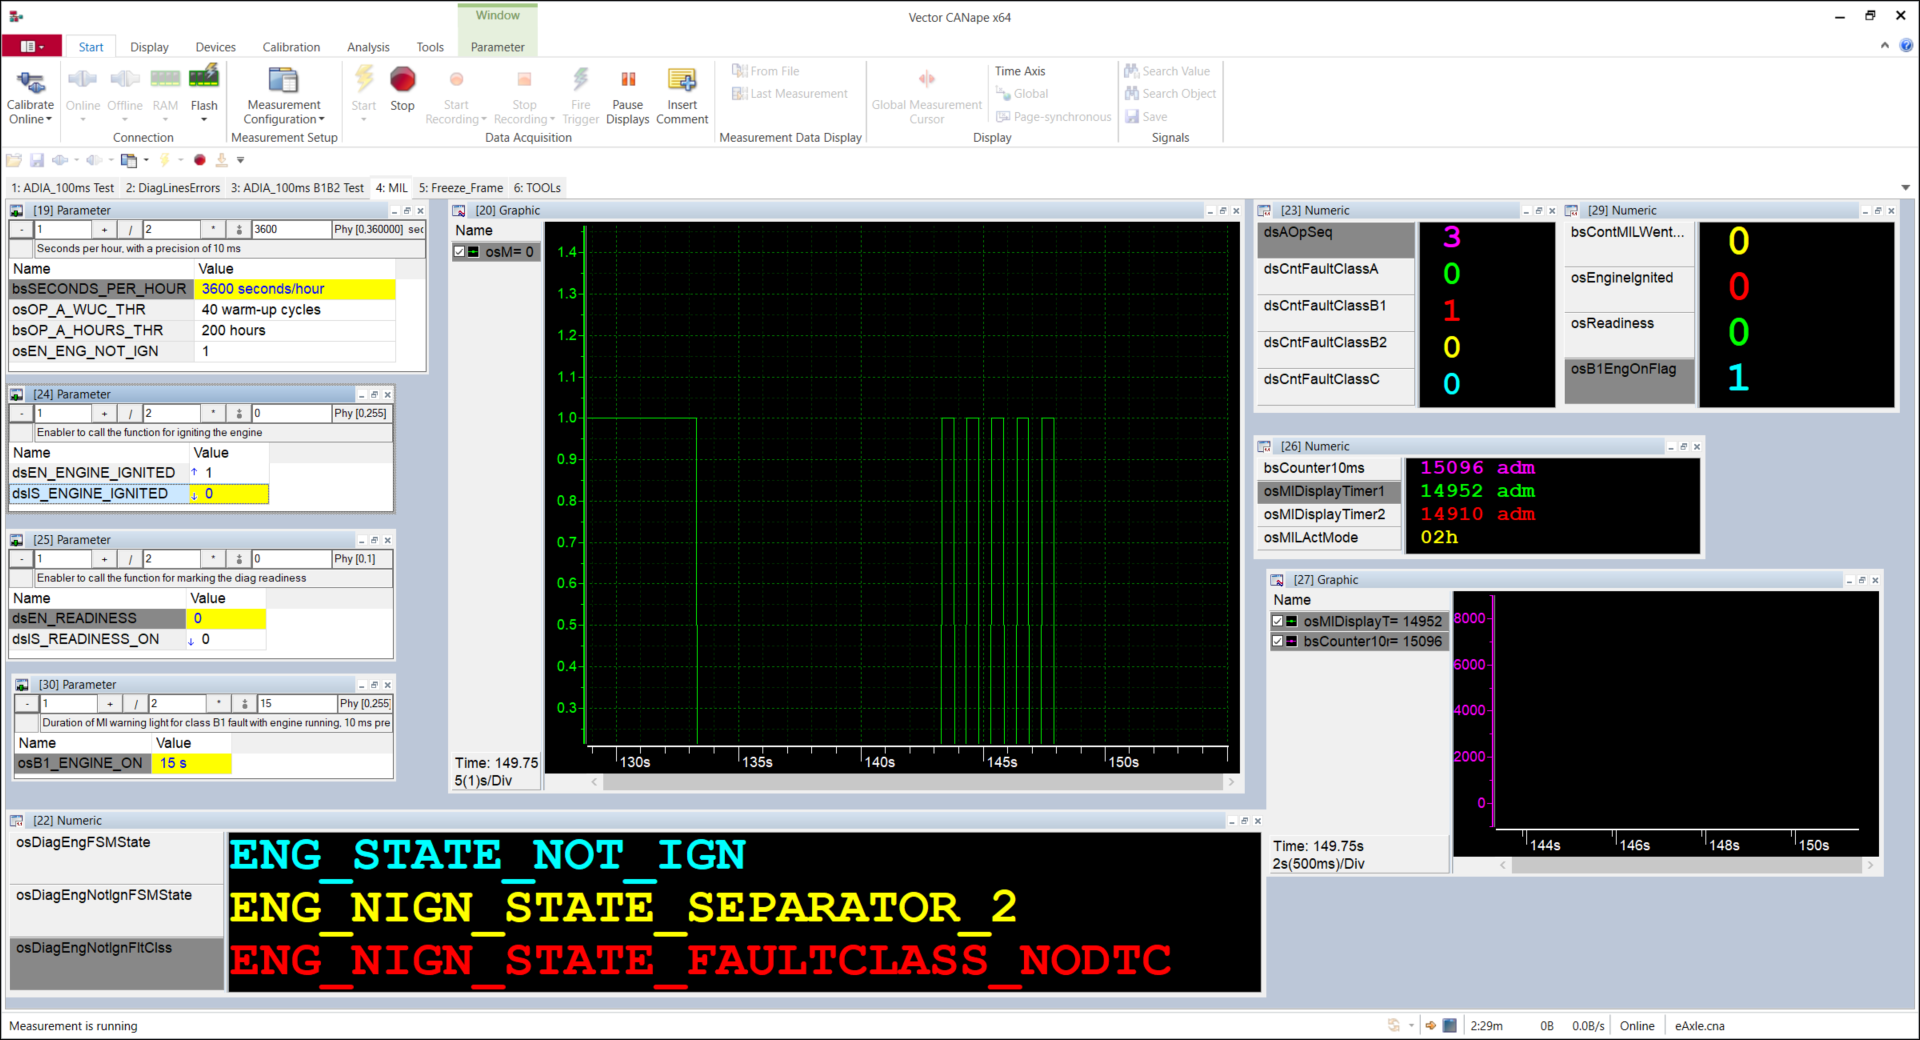 Window
Vector CANape x64
Start Display Devices Calibration Analysis Tools Parameter
Calibrate Online
Online
Offline
RAM
Flash
Connection
Measurement Configuration
Measurement Setup
Start
Stop
Start Recording
Stop Recording
Fire Trigger
Pause Displays
Insert Comment
Data Acquisition
From File
Last Measurement
Measurement Data Display
Global Measurement Cursor
Time Axis
Global
Page-synchronous
Display
Search Value
Search Object
Save
Signals
1: ADIA_100ms Test 2: DiagLinesErrors 3: ADIA_100ms B1B2 Test 4: MIL 5: Freeze_Frame 6: TOOLs
[19] Parameter
- 1 + / 2 * 3600 Phy [0,360000] sec
Seconds per hour, with a precision of 10 ms
Name Value
bsSECONDS_PER_HOUR 3600 seconds/hour
osOP_A_WUC_THR 40 warm-up cycles
bsOP_A_HOURS_THR 200 hours
osEN_ENG_NOT_IGN 1
[24] Parameter
- 1 + / 2 * 0 Phy [0,255]
Enabler to call the function for igniting the engine
Name Value
dsEN_ENGINE_IGNITED 1
dsIS_ENGINE_IGNITED 0
[25] Parameter
- 1 + / 2 * 0 Phy [0,1]
Enabler to call the function for marking the diag readiness
Name Value
dsEN_READINESS 0
dsIS_READINESS_ON 0
[30] Parameter
- 1 + / 2 * 15 Phy [0,255]
Duration of MI warning light for class B1 fault with engine running, 10 ms pre
Name Value
osB1_ENGINE_ON 15 s
[20] Graphic
Name
osM= 0
1.4
1.3
1.2
1.1
1.0
0.9
0.8
0.7
0.6
0.5
0.4
0.3
130s 135s 140s 145s 150s
Time: 149.75
5(1)s/Div
[23] Numeric
dsAOpSeq 3
dsCntFaultClassA 0
dsCntFaultClassB1 1
dsCntFaultClassB2 0
dsCntFaultClassC 0
[29] Numeric
bsContMILWent... 0
osEngineIgnited 0
osReadiness 0
osB1EngOnFlag 1
[26] Numeric
bsCounter10ms 15096 adm
osMIDisplayTimer1 14952 adm
osMIDisplayTimer2 14910 adm
osMILActMode 02h
[27] Graphic
Name
osMIDisplayT= 14952
bsCounter10r= 15096
8000
6000
4000
2000
0
144s 146s 148s 150s
Time: 149.75s
2s(500ms)/Div
[22] Numeric
osDiagEngFSMState ENG_STATE_NOT_IGN
osDiagEngNotIgnFSMState ENG_NIGN_STATE_SEPARATOR_2
osDiagEngNotIgnFltClss ENG_NIGN_STATE_FAULTCLASS_NODTC
Measurement is running
2:29m 0B 0.0B/s Online eAxle.cna